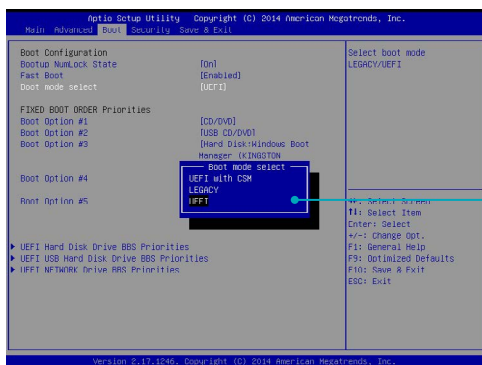 Aptio Setup Utility Copyright (C) 2014 American Megatrends, Inc.
Main Advanced Boot Security Save & Exit
Boot Configuration
Bootup NumLock State [On]
Fast Boot [Enabled]
Boot mode select [UEFI]
FIXED BOOT ORDER Priorities
Boot Option #1 [CD/DVD]
Boot Option #2 [USB CD/DVD]
Boot Option #3 [Hard Disk:Windows Boot
Manager (KINGSTON
Boot mode select
UEFI with CSM
LEGACY
UEFI
Boot Option #4
Boot Option #5
UEFI Hard Disk Drive BBS Priorities
UEFI USB Hard Disk Drive BBS Priorities
UEFI NETWORK Drive BBS Priorities
Select boot mode
LEGACY/UEFI
Select Screen
↑↓: Select Item
Enter: Select
+/-: Change Opt.
F1: General Help
F9: Optimized Defaults
F10: Save & Exit
ESC: Exit
Version 2.17.1246. Copyright (C) 2014 American Megatrends, Inc.